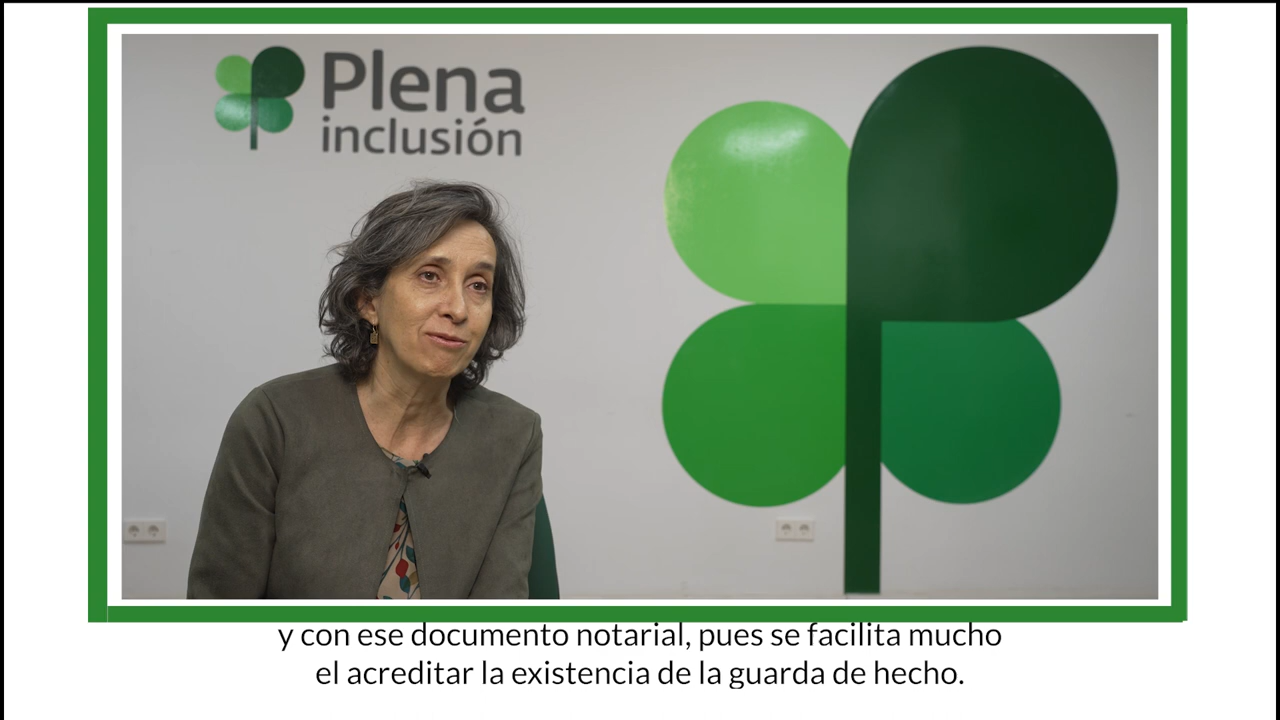 Plena
inclusión
y con ese documento notarial, pues se facilita mucho
el acreditar la existencia de la guarda de hecho.